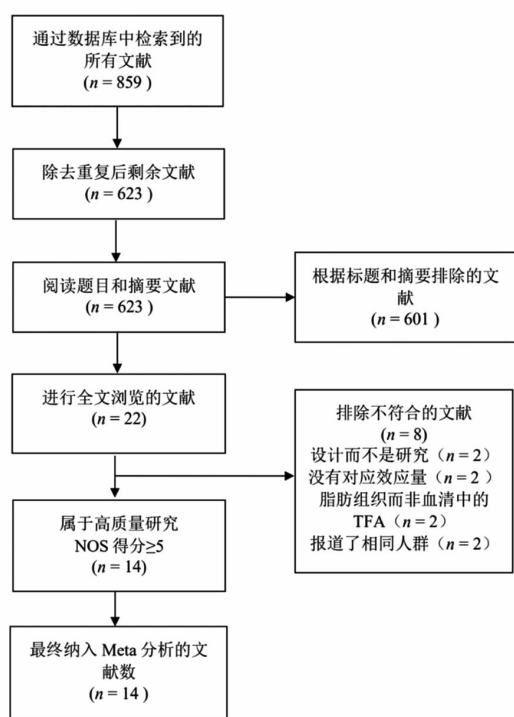 通过数据库中检索到的
所有文献
(n = 859 )
除去重复后剩余文献
(n = 623 )
阅读题目和摘要文献
(n = 623 )
根据标题和摘要排除的文
献
(n = 601 )
进行全文浏览的文献
(n = 22)
排除不符合的文献
(n = 8)
设计而不是研究（n = 2）
没有对应效应量（n = 2 ）
脂肪组织而非血清中的
TFA（n = 2）
报道了相同人群（n = 2）
属于高质量研究
NOS 得分≥5
(n = 14)
最终纳入 Meta 分析的文
献数
(n = 14 )